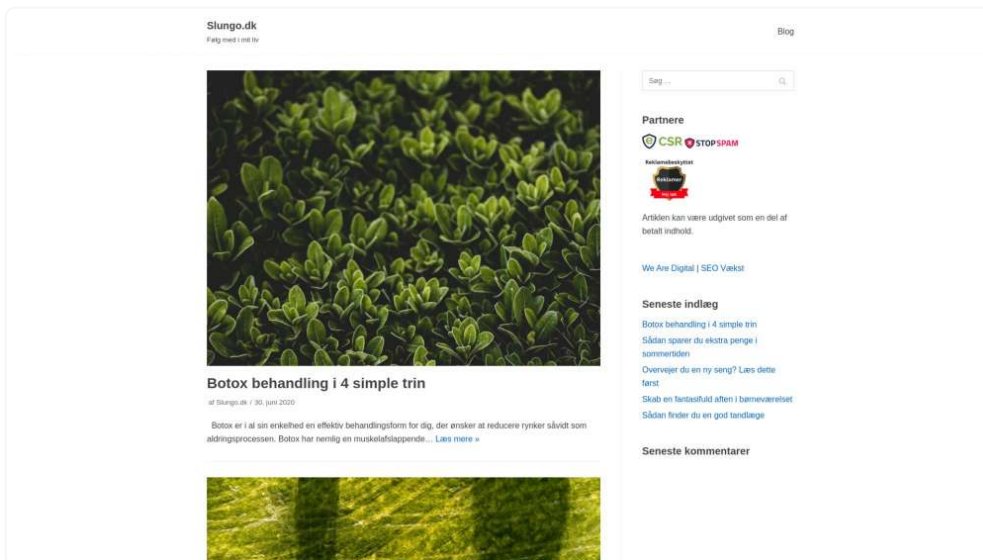 Slungo.dk
Følg med i mit liv
Blog
Botox behandling i 4 simple trin
af Slungo.dk / 30. juni 2020
Botox er i al sin enkelhed en effektiv behandlingsform for dig, der ønsker at reducere rynker såvidt som
aldringsprocessen. Botox har nemlig en muskelafslappende… Læs mere »
Søg …
Partnere
e CSR STOPSPAM
Reklamebeskyttet
Reklamer
Artiklen kan være udgivet som en del af
betalt indhold.
We Are Digital | SEO Vækst
Seneste indlæg
Botox behandling i 4 simple trin
Sådan sparer du ekstra penge i
sommertiden
Overvejer du en ny seng? Læs dette
først
Skab en fantasifuld aften i børneværelset
Sådan finder du en god tandlæge
Seneste kommentarer